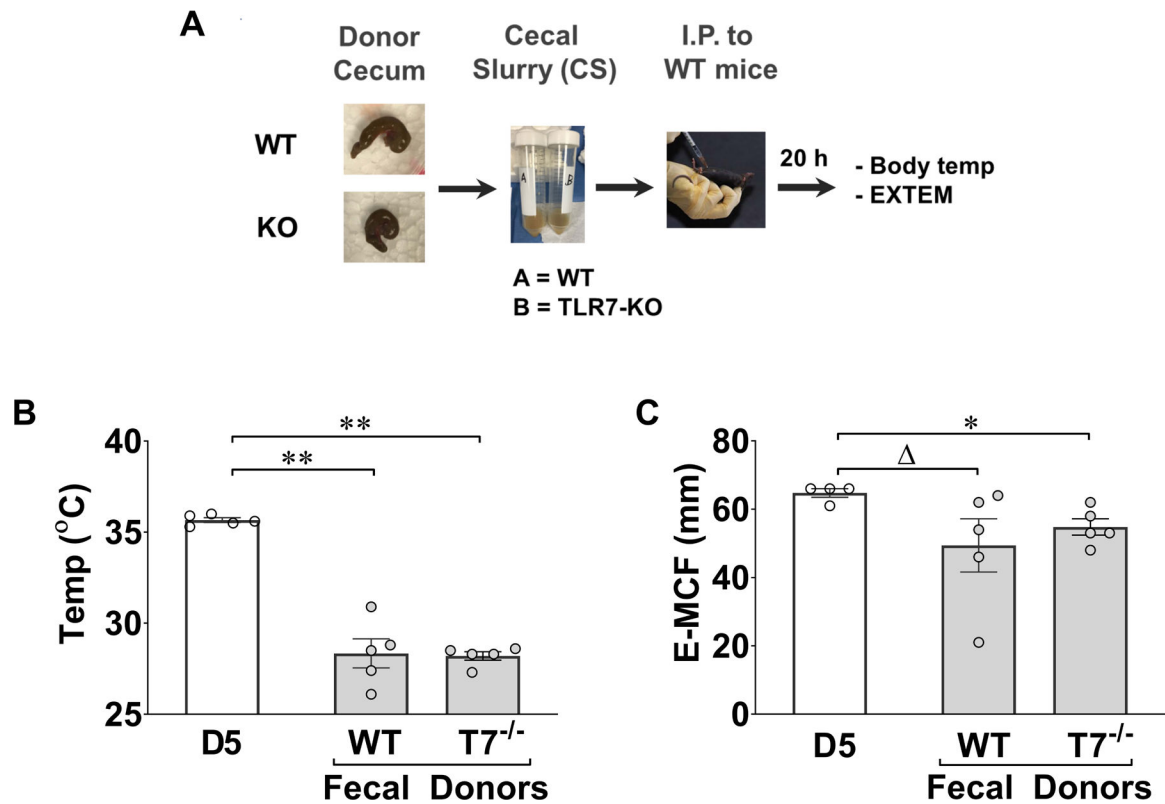 A
Donor Cecum
Cecal Slurry (CS)
I.P. to WT mice
WT
KO
A
B
20 h
- Body temp
- EXTEM
A = WT
B = TLR7-KO
B
Temp (°C)
40
35
30
25
**
**
D5
WT
T7-/-
Fecal Donors
C
E-MCF (mm)
80
60
40
20
0
*
Δ
D5
WT
T7-/-
Fecal Donors